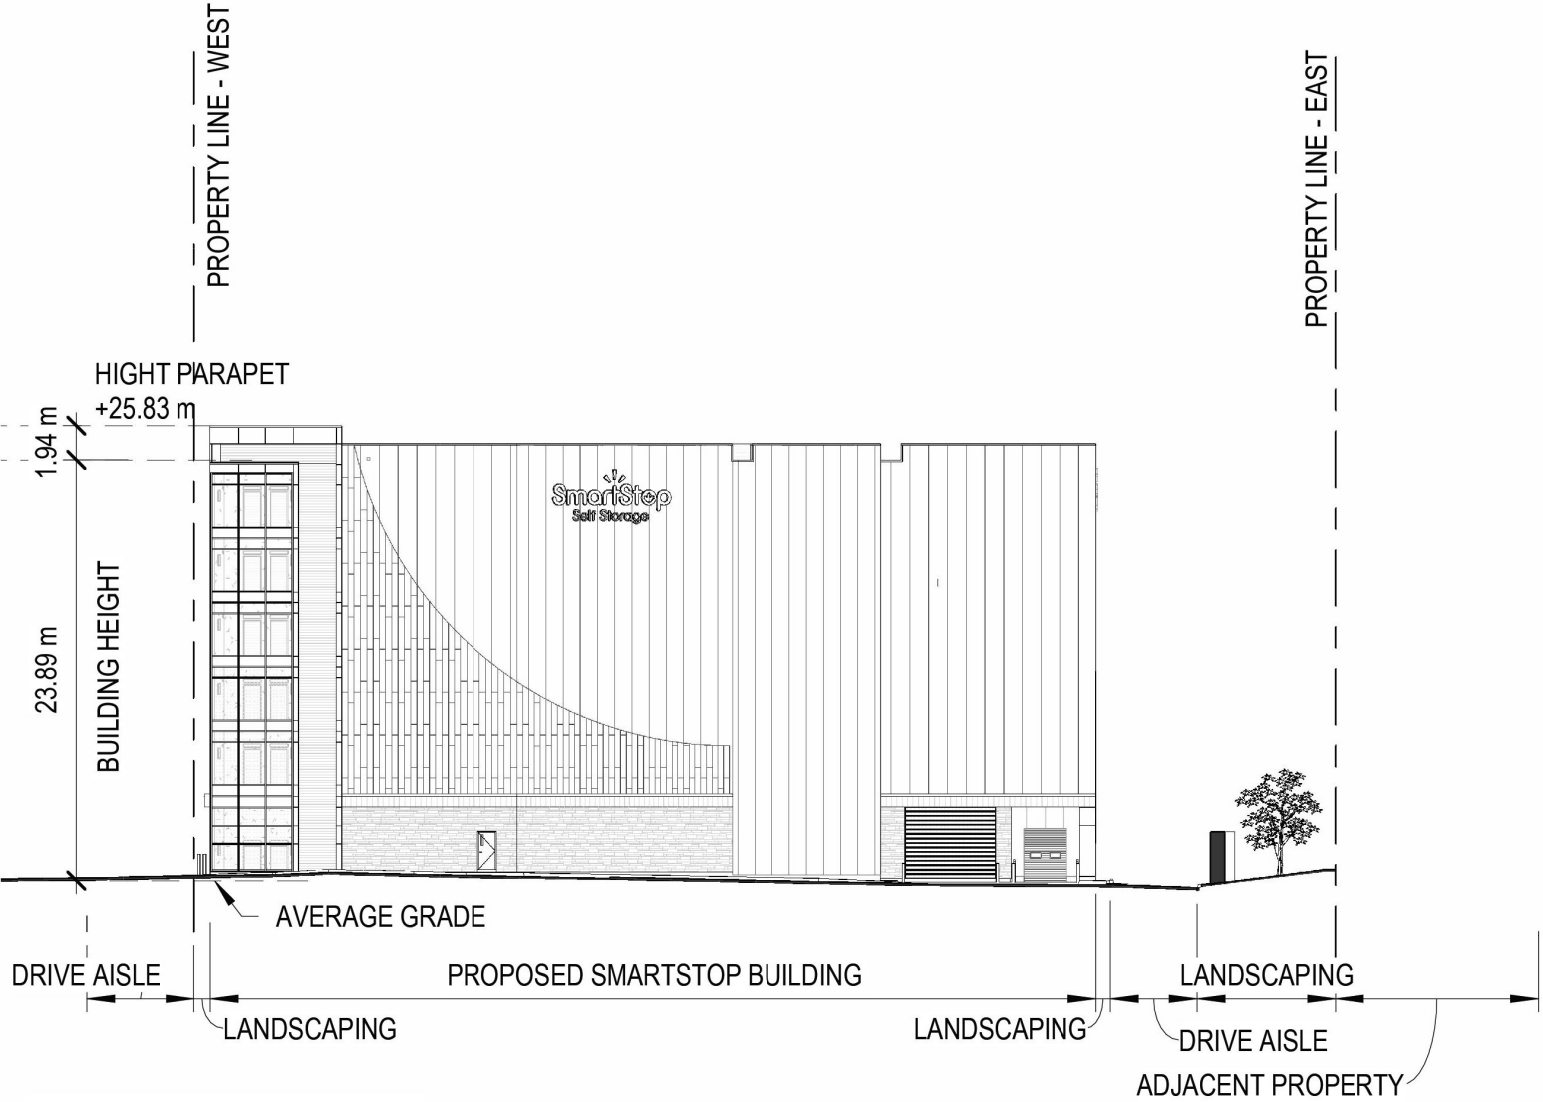 PROPERTY LINE - WEST
PROPERTY LINE - EAST
HIGHT PARAPET
+25.83 m
1.94 m
SmartStop
Self Storage
23.89 m
BUILDING HEIGHT
AVERAGE GRADE
DRIVE AISLE
PROPOSED SMARTSTOP BUILDING
LANDSCAPING
LANDSCAPING
LANDSCAPING
DRIVE AISLE
ADJACENT PROPERTY